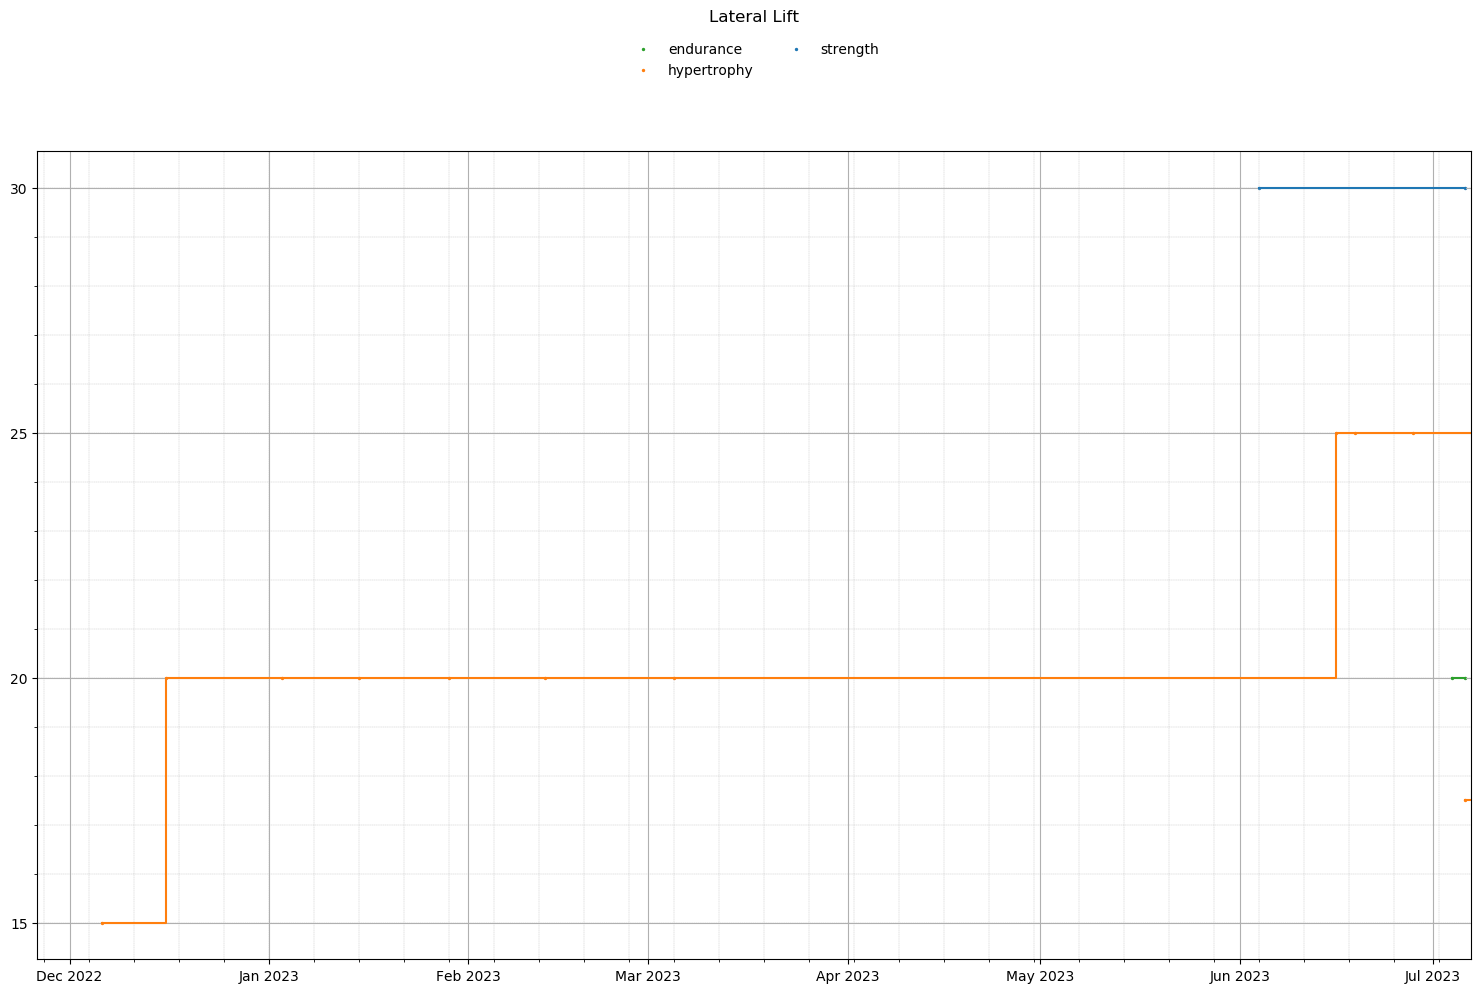 Lateral Lift
endurance
hypertrophy
strength
30
25
20
15
Dec 2022
Jan 2023
Feb 2023
Mar 2023
Apr 2023
May 2023
Jun 2023
Jul 2023